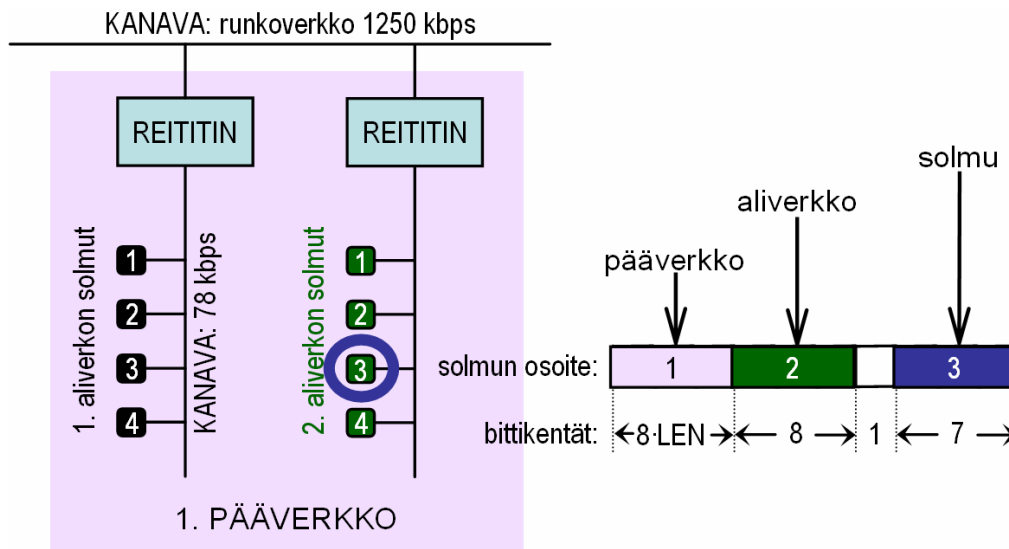 KANAVA: runkoverkko 1250 kbps
REITITIN
REITITIN
1. aliverkon solmut
1
2
3
4
KANAVA: 78 kbps
2. aliverkon solmut
1
2
3
4
1. PÄÄVERKKO
solmu
aliverkko
pääverkko
solmun osoite: 1 2 3
bittikentät: 8·LEN 8 1 7